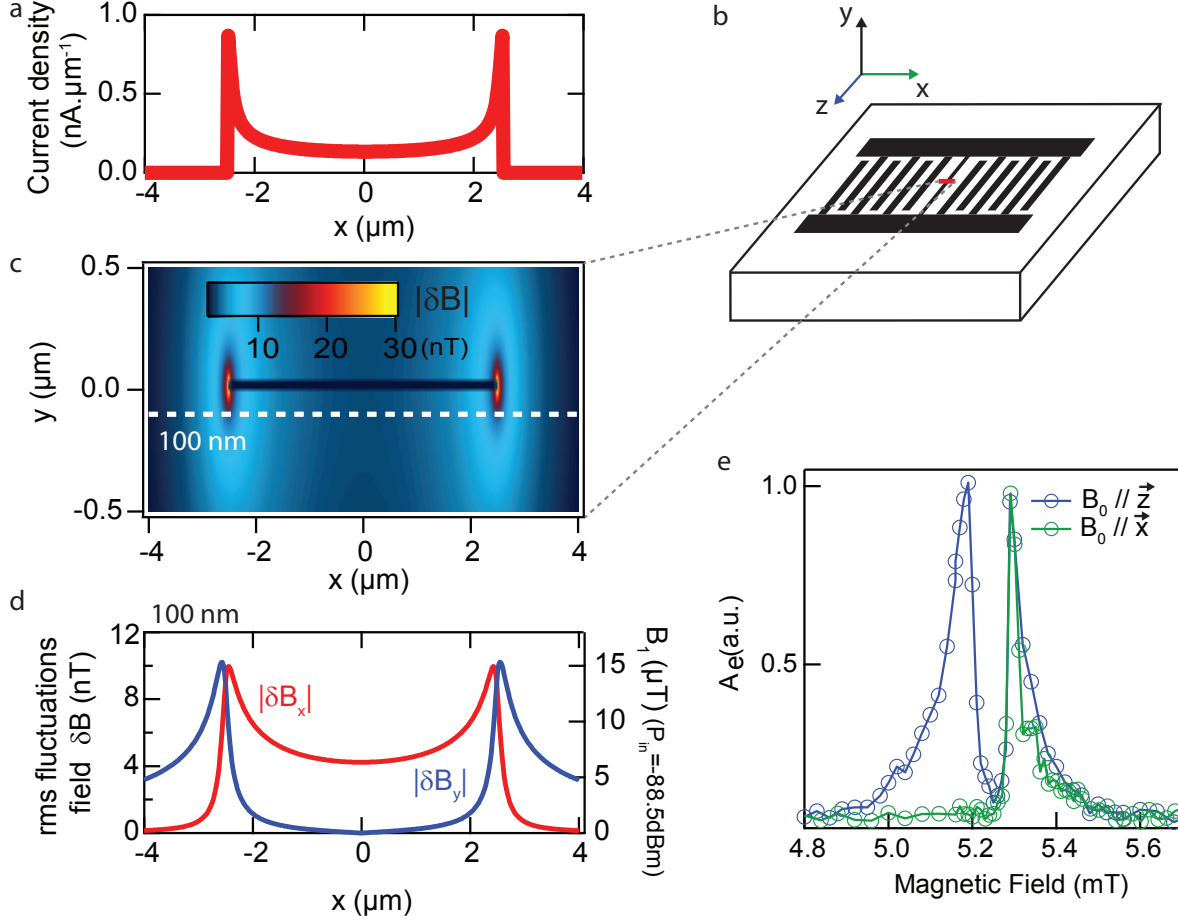 a
Current density
(nA.µm⁻¹)
1.0
0.5
0.0
-4
-2
0
2
4
x (µm)
b
y
x
z
c
0.5
0.0
-0.5
y (µm)
|δB|
10
20
30
(nT)
100 nm
-4
-2
0
2
4
x (µm)
d
100 nm
rms fluctuations
field δB (nT)
12
10
8
6
4
2
0
|δBₓ|
|δB_y|
15
10
5
0
B₁ (µT) (P_in=-88.5dBm)
-4
-2
0
2
4
x (µm)
e
Aₑ(a.u.)
1.0
0.5
B₀ // z⃗
B₀ // x⃗
4.8
5.0
5.2
5.4
5.6
Magnetic Field (mT)